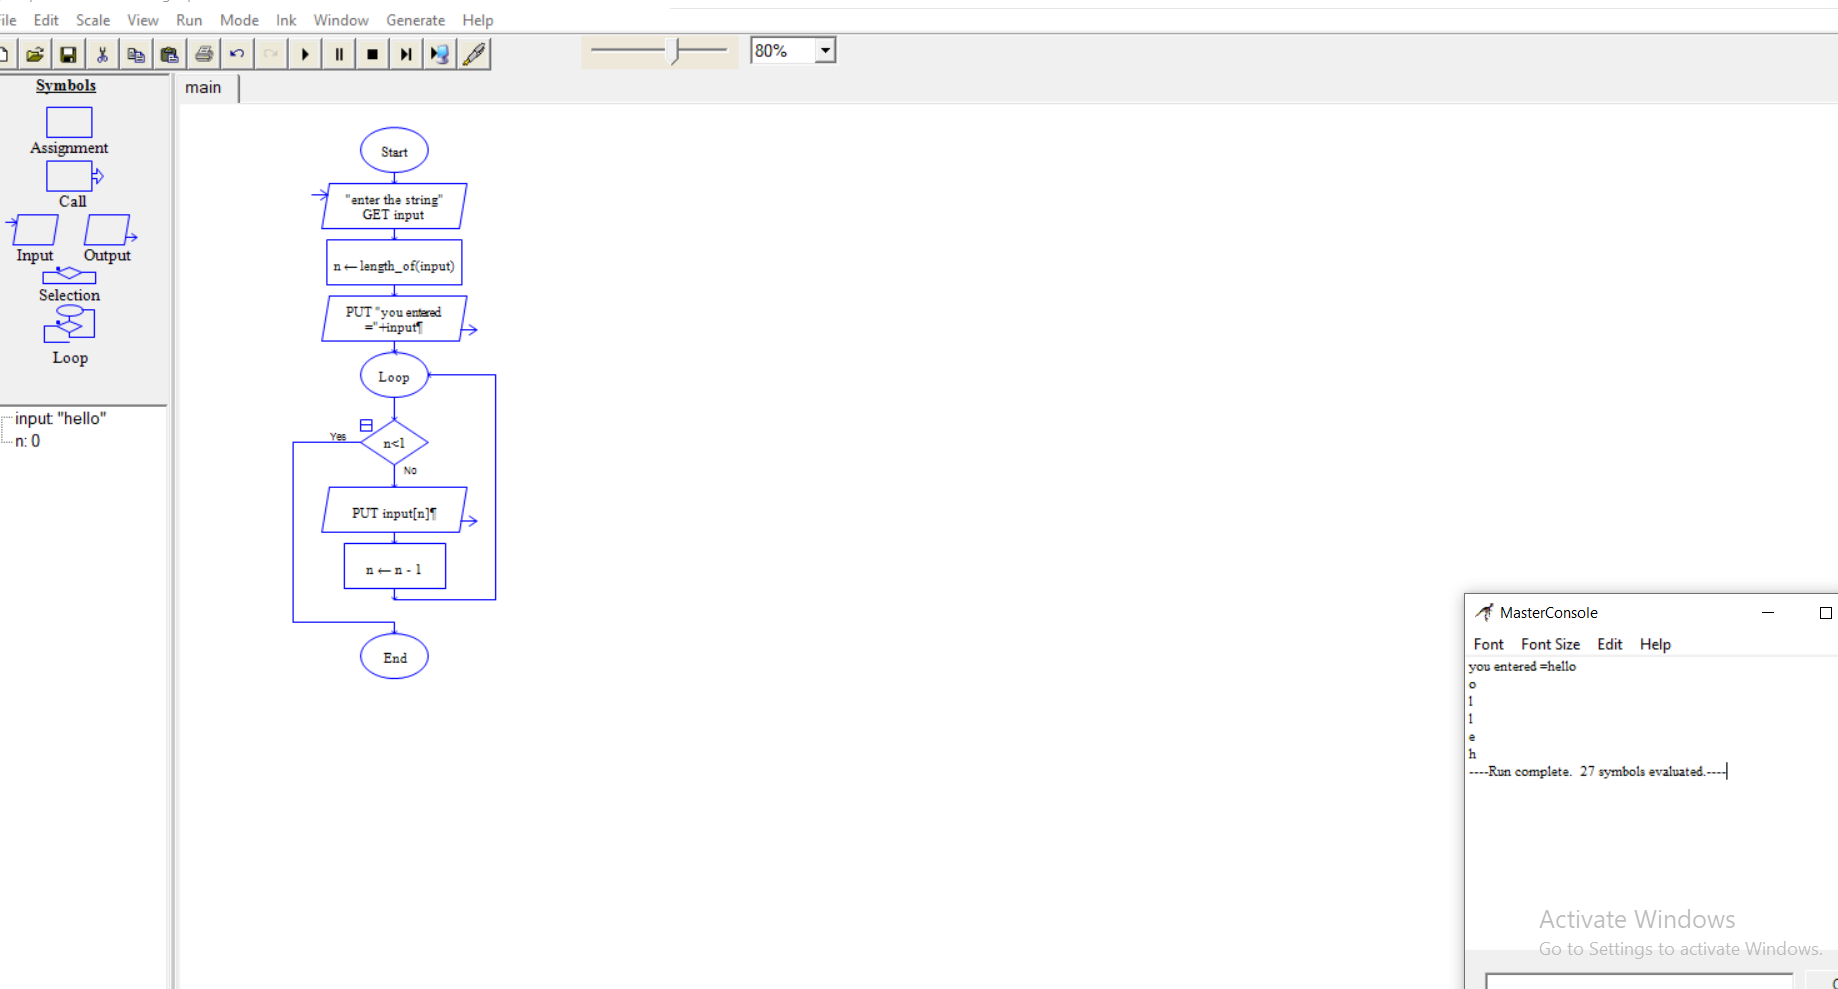 File Edit Scale View Run Mode Ink Window Generate Help
80%
Symbols
Assignment
Call
Input Output
Selection
Loop
input: "hello"
n: 0
main
Start
"enter the string"
GET input
n ← length_of(input)
PUT "you entered
="+input¶
Loop
Yes
n<1
No
PUT input[n]¶
n ← n - 1
End
MasterConsole
Font Font Size Edit Help
you entered =hello
o
l
l
e
h
----Run complete.  27 symbols evaluated.----
Activate Windows
Go to Settings to activate Windows.